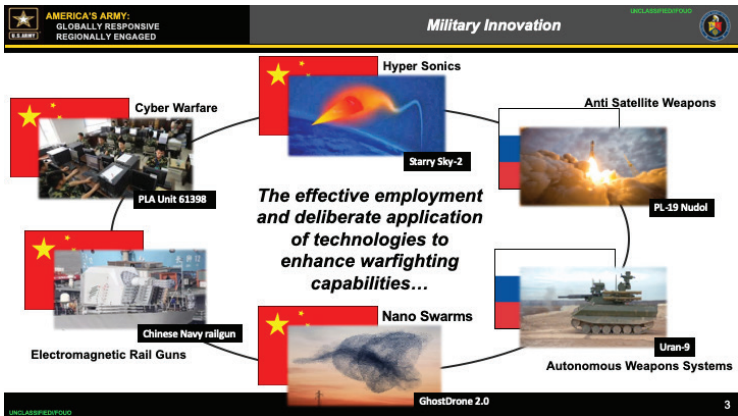 AMERICA'S ARMY:
GLOBALLY RESPONSIVE
REGIONALLY ENGAGED
U.S.ARMY
Military Innovation
UNCLASSIFIED//FOUO
Hyper Sonics
Starry Sky-2
Cyber Warfare
PLA Unit 61398
Anti Satellite Weapons
PL-19 Nudol
The effective employment
and deliberate application
of technologies to
enhance warfighting
capabilities…
Chinese Navy railgun
Electromagnetic Rail Guns
Nano Swarms
GhostDrone 2.0
Uran-9
Autonomous Weapons Systems
UNCLASSIFIED//FOUO
3